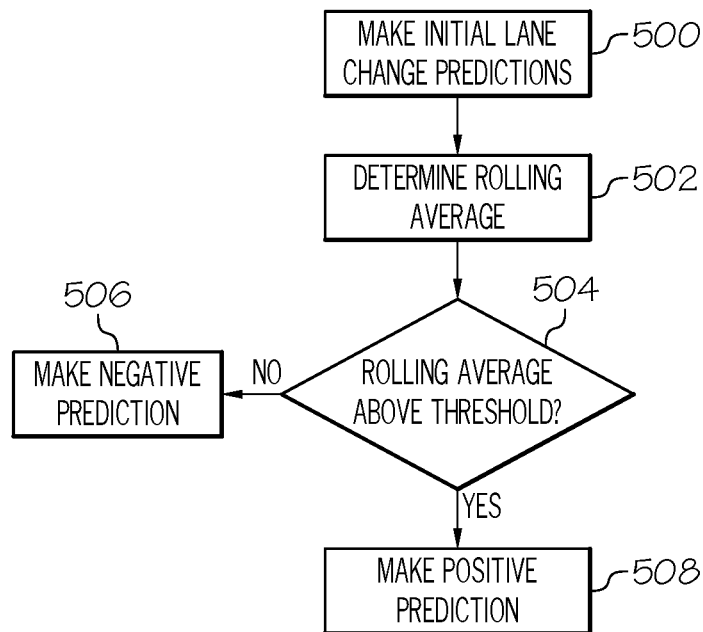 MAKE INITIAL LANE
CHANGE PREDICTIONS
500
DETERMINE ROLLING
AVERAGE
502
504
ROLLING AVERAGE
ABOVE THRESHOLD?
NO
506
MAKE NEGATIVE
PREDICTION
YES
MAKE POSITIVE
PREDICTION
508